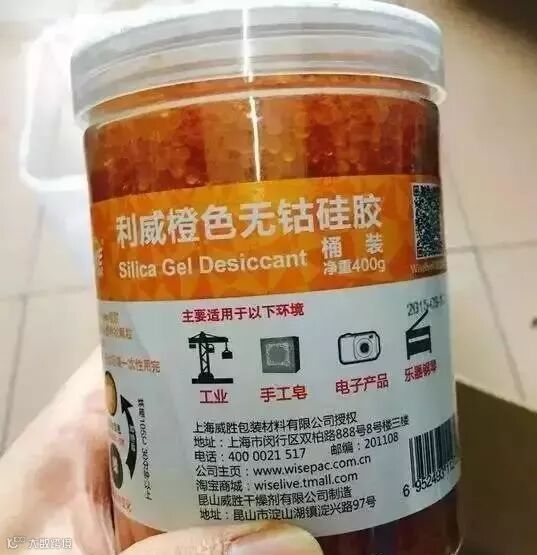 利威橙色无钴硅胶
Silica Gel Desiccant
桶 装
净重400g
主要适用于以下环境
工业
手工皂
电子产品
乐器钢琴
一次性用完
上海威胜包装材料有限公司授权
地址:上海市闵行区双柏路888号8号楼三楼
电话:400 0021 517 邮编:201108
公司主页:www.wisepac.com.cn
淘宝商城:wiselive.tmall.com
昆山威胜干燥剂有限公司制造
地址:昆山市淀山湖镇淀兴路97号